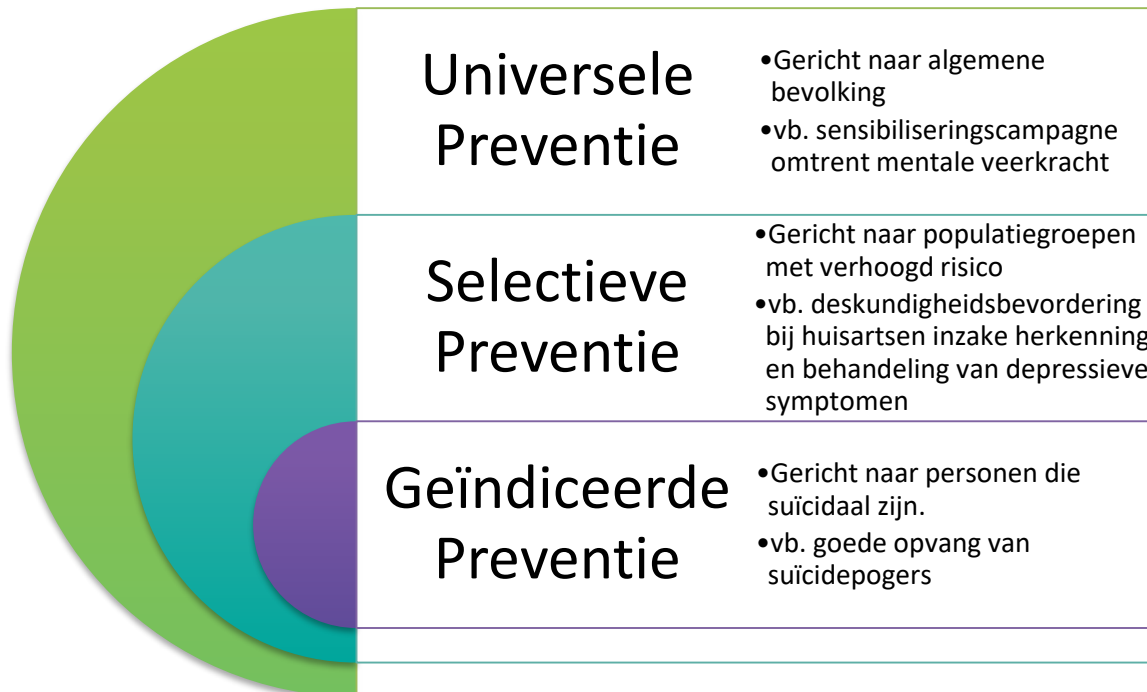 Universele
Preventie
•Gericht naar algemene
bevolking
•vb. sensibiliseringscampagne
omtrent mentale veerkracht
Selectieve
Preventie
•Gericht naar populatiegroepen
met verhoogd risico
•vb. deskundigheidsbevordering
bij huisartsen inzake herkenning
en behandeling van depressieve
symptomen
Geïndiceerde
Preventie
•Gericht naar personen die
suïcidaal zijn.
•vb. goede opvang van
suïcidepogers